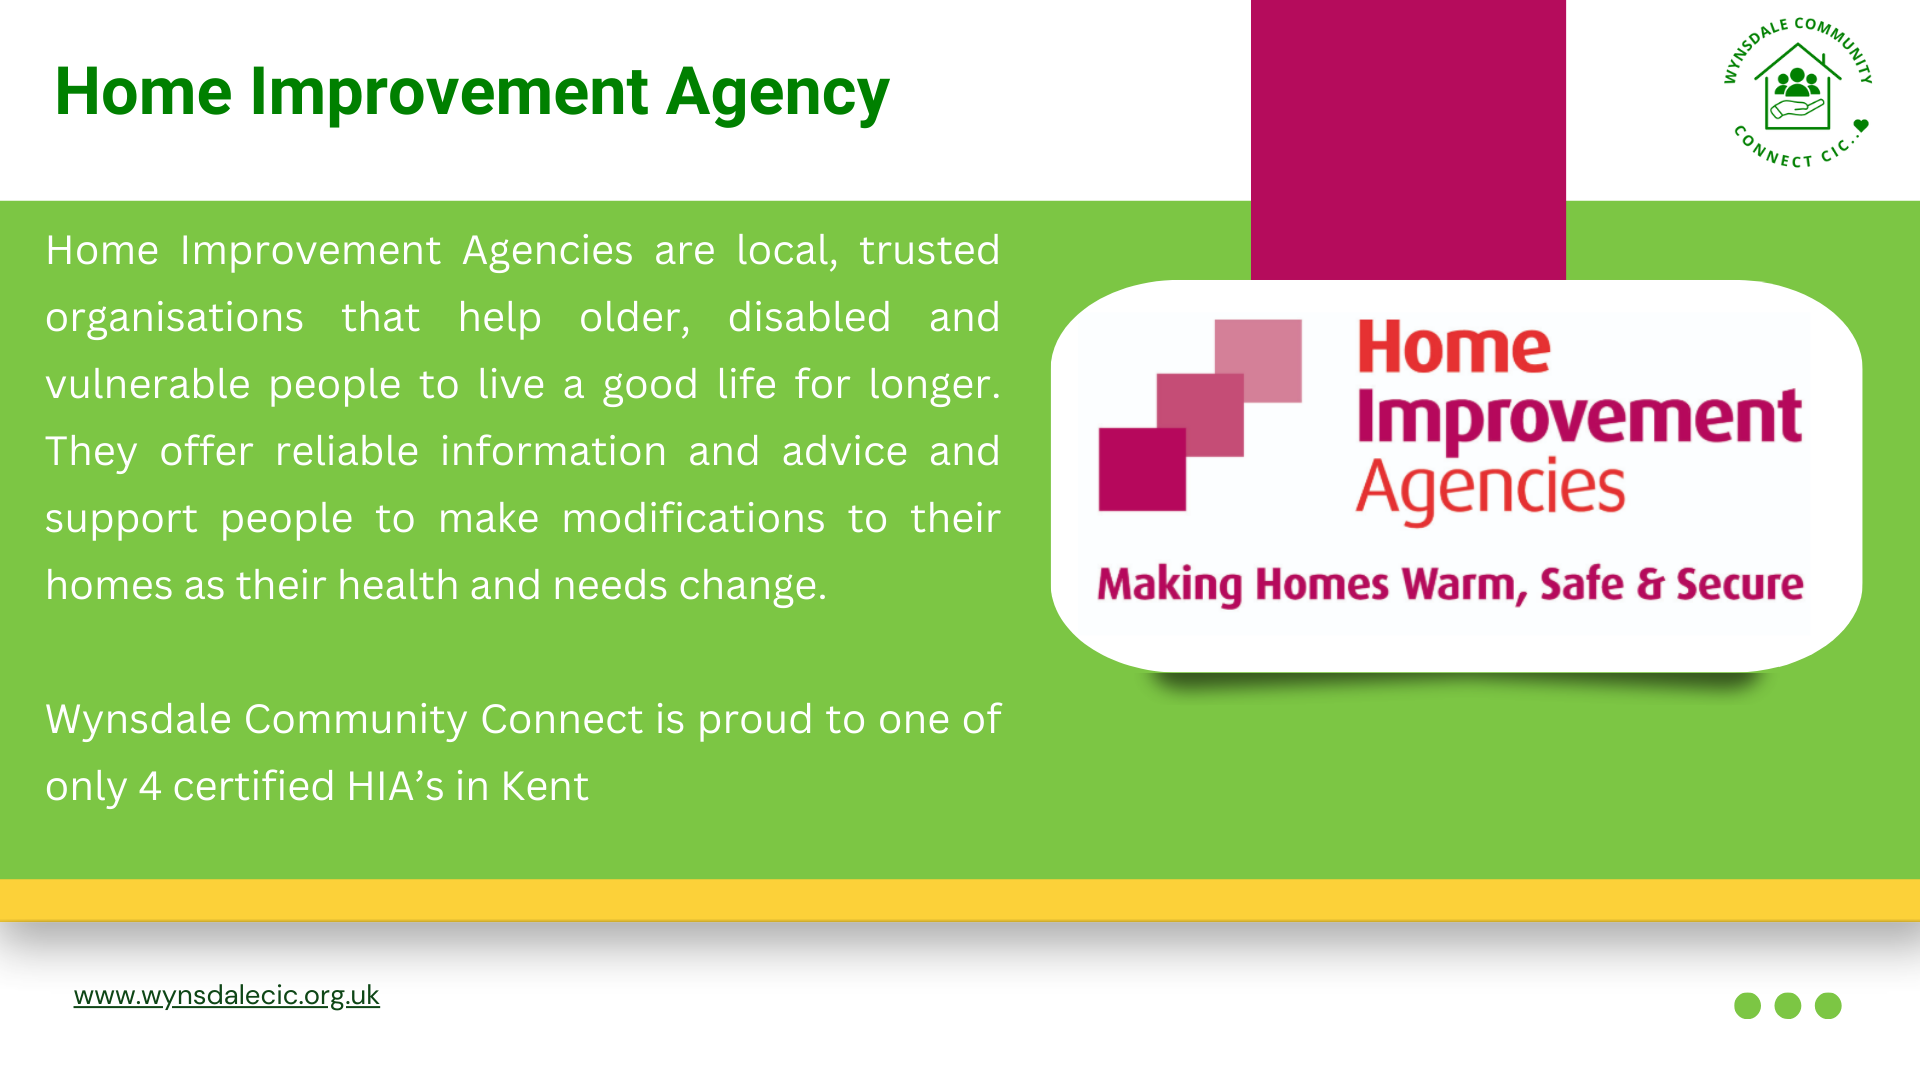 Home Improvement Agency
WYNSDALE COMMUNITY
CONNECT CIC..
Home Improvement Agencies are local, trusted
organisations that help older, disabled and
vulnerable people to live a good life for longer.
They offer reliable information and advice and
support people to make modifications to their
homes as their health and needs change.
Wynsdale Community Connect is proud to one of
only 4 certified HIA’s in Kent
Home
Improvement
Agencies
Making Homes Warm, Safe & Secure
www.wynsdalecic.org.uk